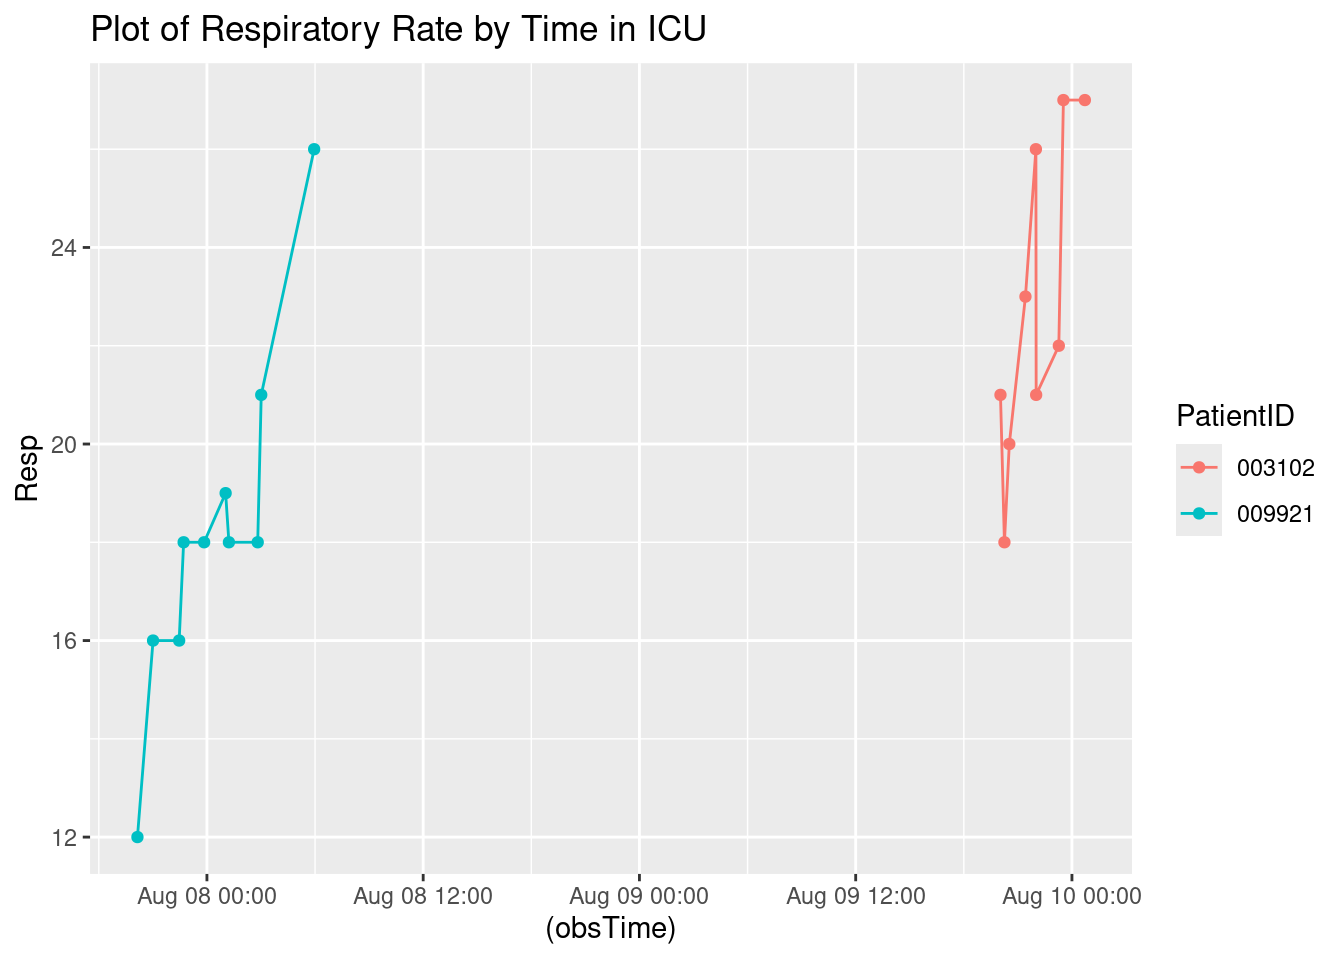 Plot of Respiratory Rate by Time in ICU
Resp
24
20
16
12
Aug 08 00:00 Aug 08 12:00 Aug 09 00:00 Aug 09 12:00 Aug 10 00:00
(obsTime)
PatientID
003102
009921